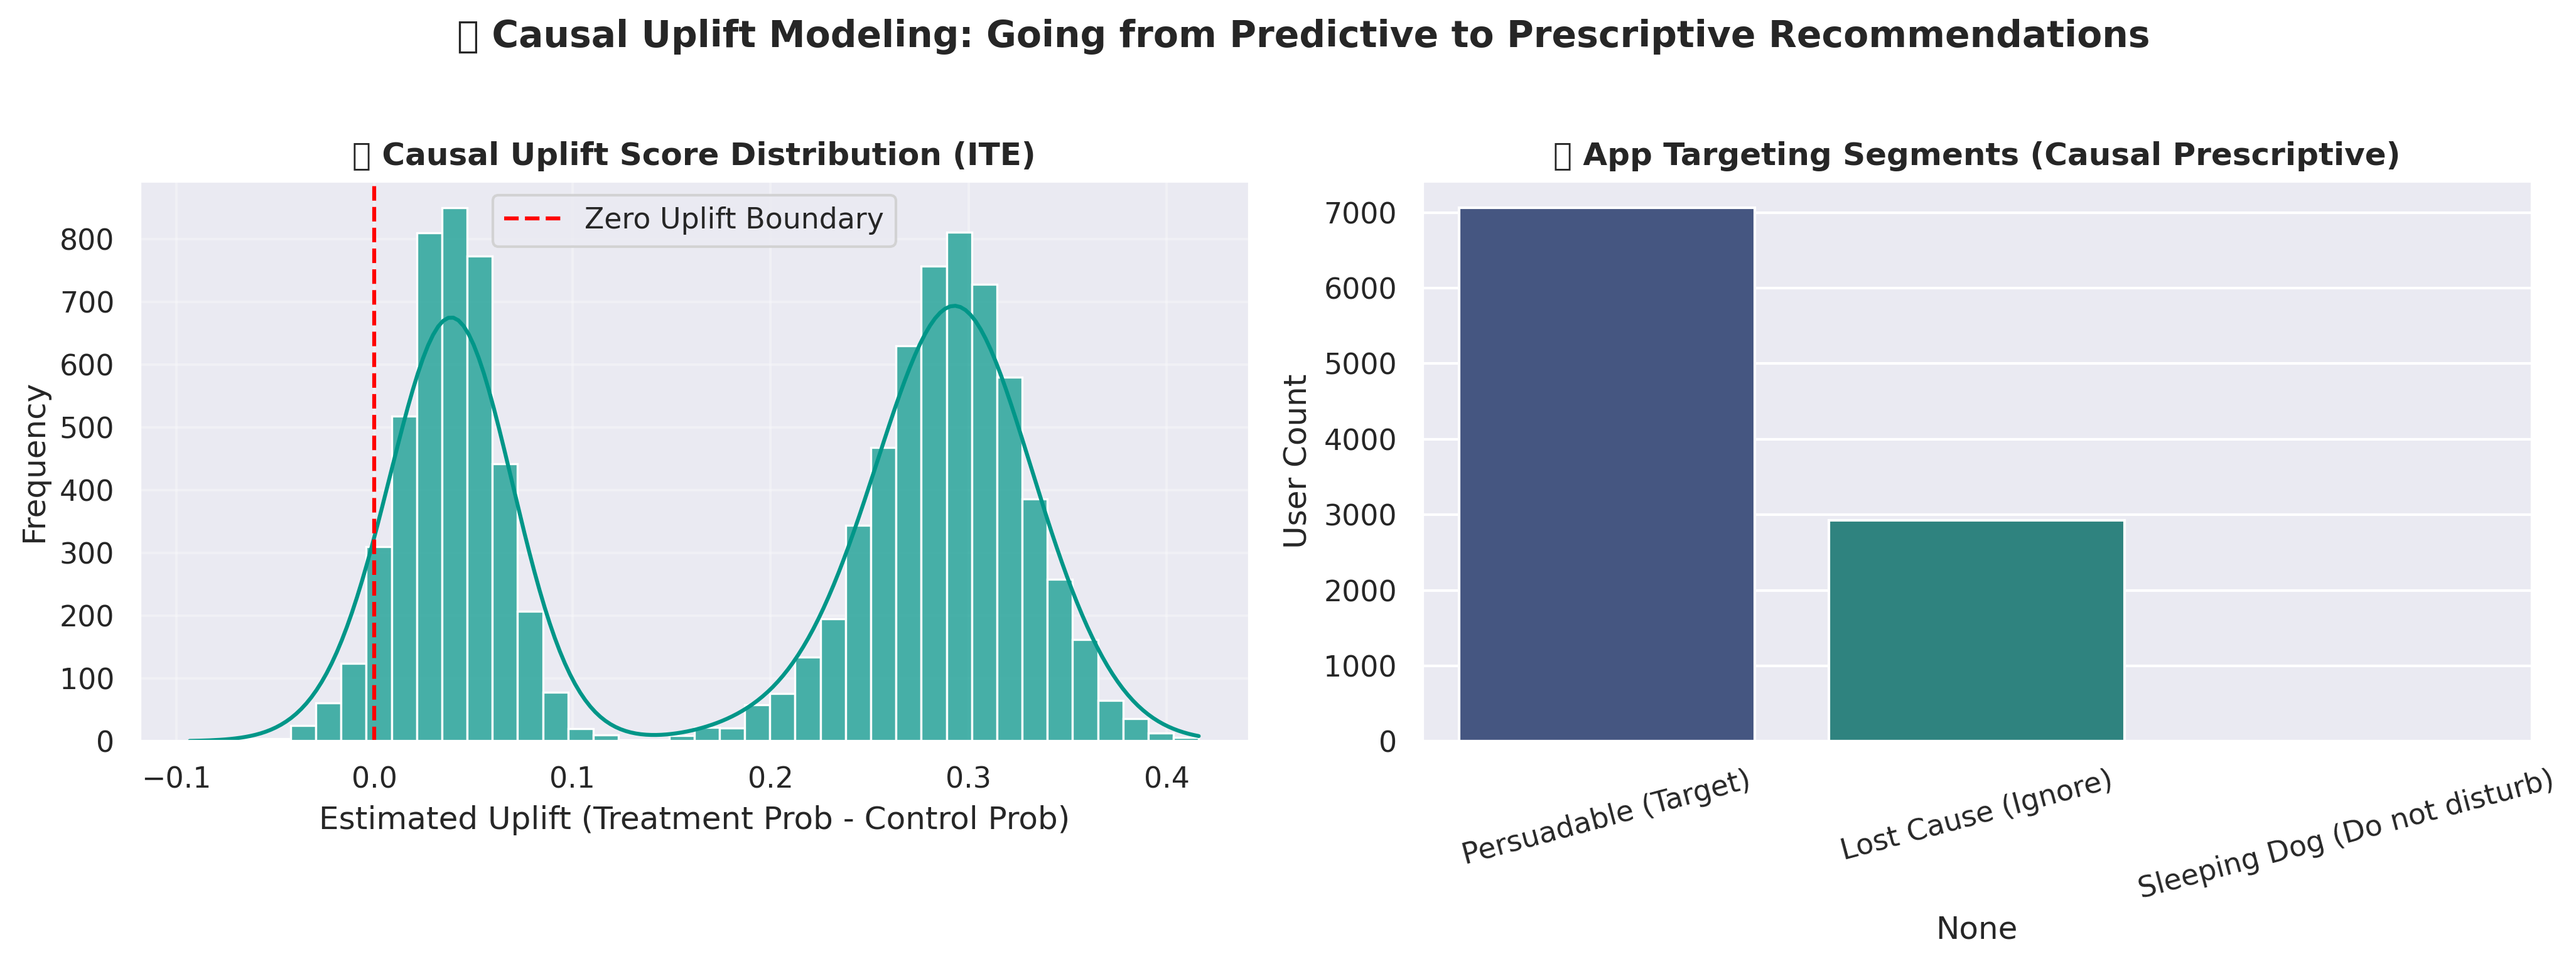 ▯ Causal Uplift Modeling: Going from Predictive to Prescriptive Recommendations
▯ Causal Uplift Score Distribution (ITE)
Zero Uplift Boundary
Frequency
800
700
600
500
400
300
200
100
0
−0.1
0.0
0.1
0.2
0.3
0.4
Estimated Uplift (Treatment Prob - Control Prob)
▯ App Targeting Segments (Causal Prescriptive)
User Count
7000
6000
5000
4000
3000
2000
1000
0
Persuadable (Target)
Lost Cause (Ignore)
Sleeping Dog (Do not disturb)
None